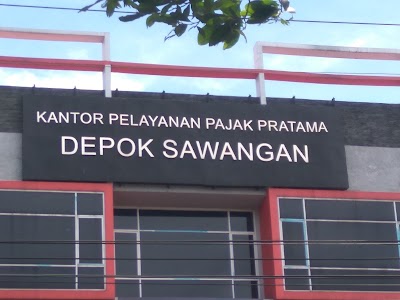 KANTOR PELAYANAN PAJAK PRATAMA
DEPOK SAWANGAN